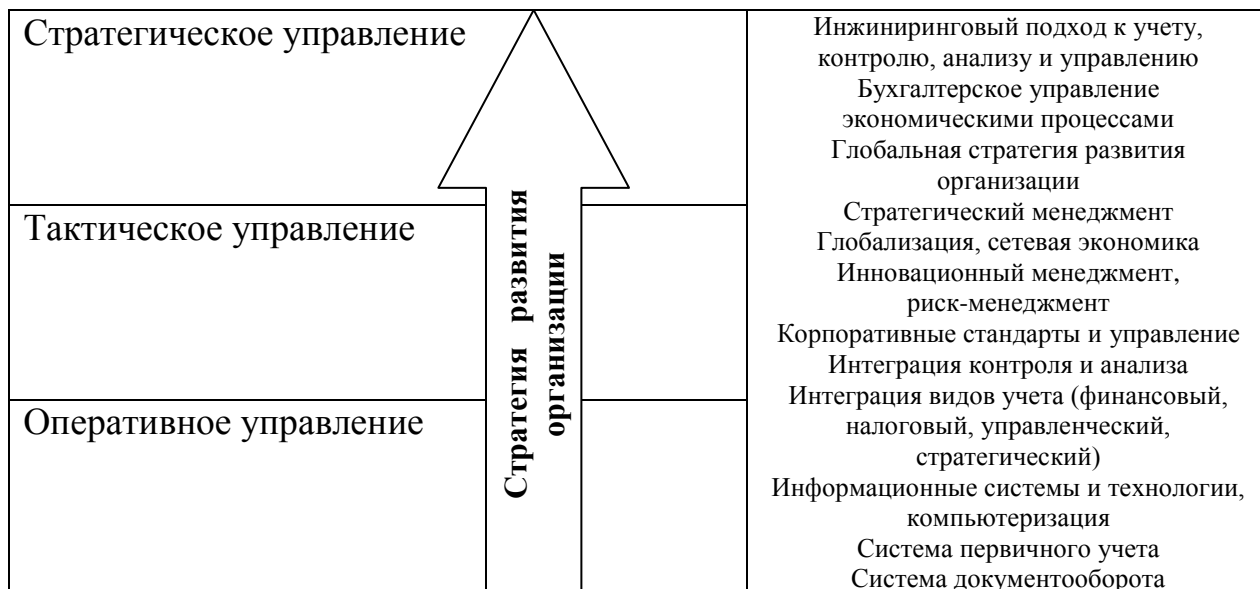 Стратегическое управление
Тактическое управление
Оперативное управление
Стратегия развития
организации
Инжиниринговый подход к учету,
контролю, анализу и управлению
Бухгалтерское управление
экономическими процессами
Глобальная стратегия развития
организации
Стратегический менеджмент
Глобализация, сетевая экономика
Инновационный менеджмент,
риск-менеджмент
Корпоративные стандарты и управление
Интеграция контроля и анализа
Интеграция видов учета (финансовый,
налоговый, управленческий,
стратегический)
Информационные системы и технологии,
компьютеризация
Система первичного учета
Система документооборота